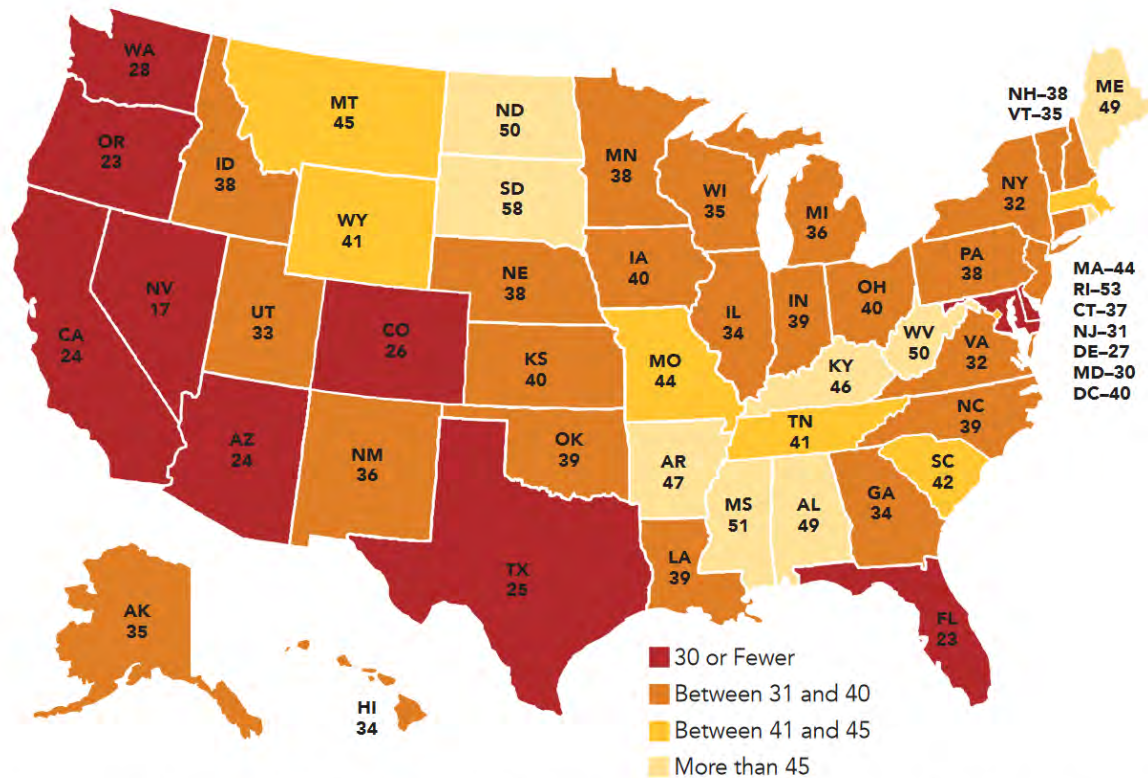 WA
28
OR
23
ID
38
MT
45
ND
50
SD
58
WY
41
MN
38
WI
35
MI
36
NH–38
VT–35
ME
49
NY
32
PA
38
MA–44
RI–53
CT–37
NJ–31
DE–27
MD–30
DC–40
NV
17
CA
24
UT
33
CO
26
NE
38
IA
40
KS
40
MO
44
IL
34
IN
39
OH
40
WV
50
VA
32
KY
46
NC
39
TN
41
SC
42
AZ
24
NM
36
OK
39
AR
47
MS
51
AL
49
GA
34
LA
39
TX
25
FL
23
AK
35
HI
34
30 or Fewer
Between 31 and 40
Between 41 and 45
More than 45